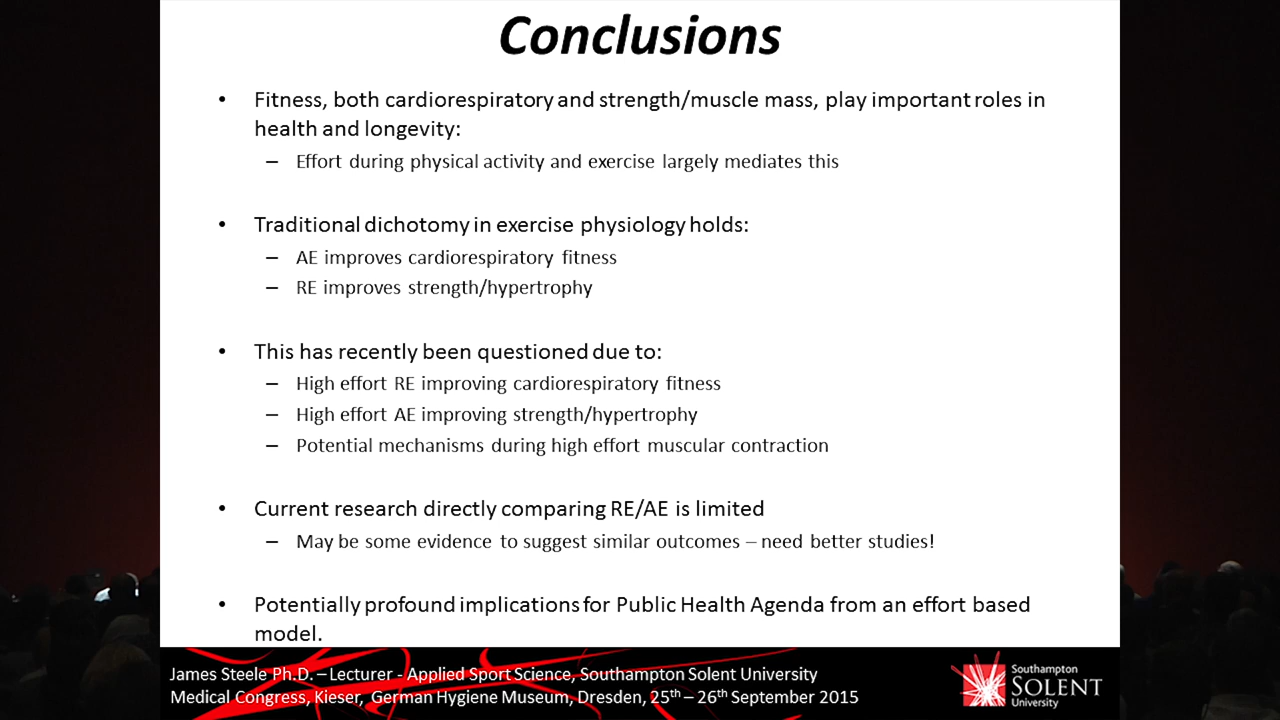 Conclusions
• Fitness, both cardiorespiratory and strength/muscle mass, play important roles in
health and longevity:
– Effort during physical activity and exercise largely mediates this
• Traditional dichotomy in exercise physiology holds:
– AE improves cardiorespiratory fitness
– RE improves strength/hypertrophy
• This has recently been questioned due to:
– High effort RE improving cardiorespiratory fitness
– High effort AE improving strength/hypertrophy
– Potential mechanisms during high effort muscular contraction
• Current research directly comparing RE/AE is limited
– May be some evidence to suggest similar outcomes – need better studies!
• Potentially profound implications for Public Health Agenda from an effort based
model.
James Steele Ph.D. – Lecturer - Applied Sport Science, Southampton Solent University
Medical Congress, Kieser, German Hygiene Museum, Dresden, 25th – 26th September 2015
Southampton
SOLENT
University